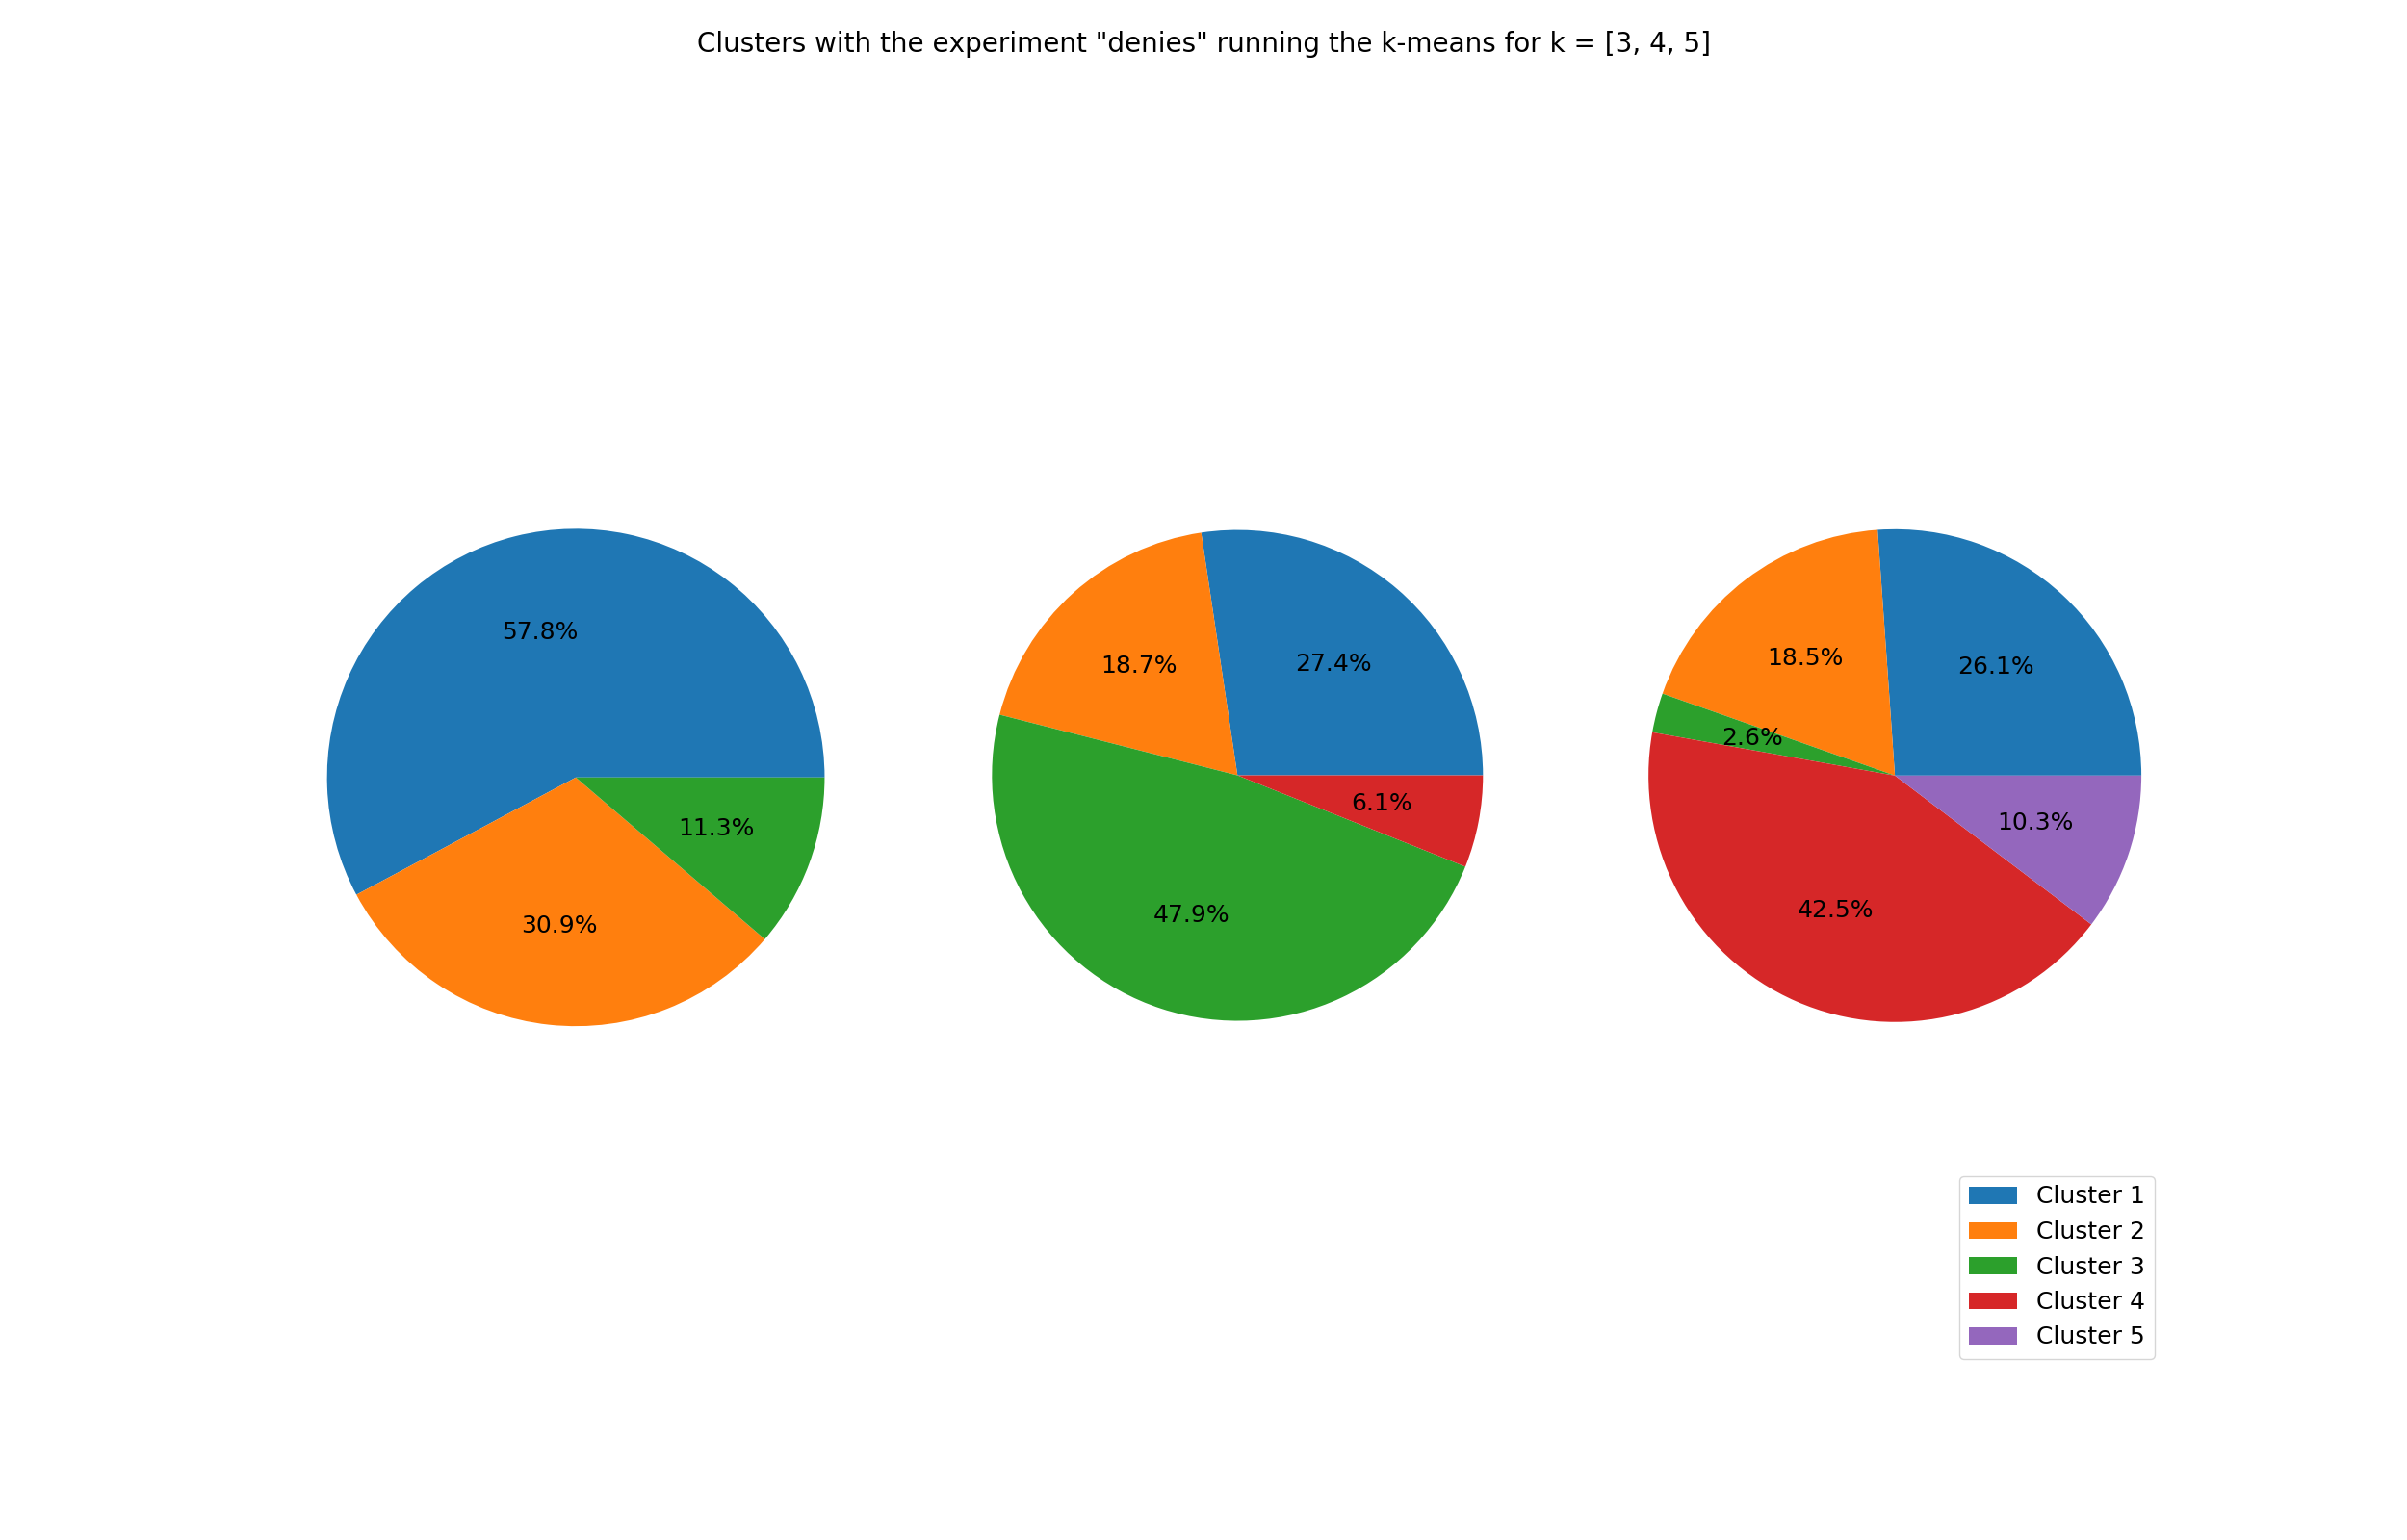 Clusters with the experiment "denies" running the k-means for k = [3, 4, 5]
57.8%
30.9%
11.3%
27.4%
18.7%
47.9%
6.1%
26.1%
18.5%
2.6%
42.5%
10.3%
Cluster 1
Cluster 2
Cluster 3
Cluster 4
Cluster 5